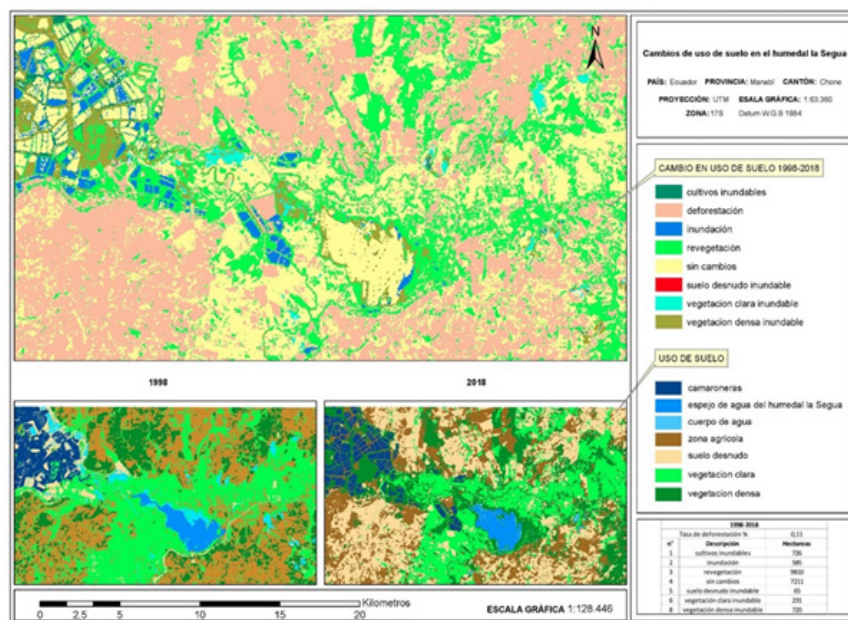 Cambios de uso de suelo en el humedal la Segua
PAÍS: Ecuador PROVINCIA: Manabí CANTÓN: Chone
PROYECCIÓN: UTM ESALA GRÁFICA: 1:63.360
ZONA:17S Datum W.G.S 1984
N
CAMBIO EN USO DE SUELO 1998-2018
cultivos inundables
deforestación
inundación
revegetación
sin cambios
suelo desnudo inundable
vegetacion clara inundable
vegetacion densa inundable
1998
2018
USO DE SUELO
camaroneras
espejo de agua del humedal la Segua
cuerpo de agua
zona agrícola
suelo desnudo
vegetacion clara
vegetacion densa
1998-2018
Tasa de deforestación % 0,11
n° Descripción Hectareas
1 cultivos inundables 726
2 inundación 585
3 revegetación 9810
4 sin cambios 7211
5 suelo desnudo inundable 65
6 vegetación clara inundable 231
8 vegetación densa inundable 720
Kilometros
0 2,5 5 10 15 20
ESCALA GRÁFICA 1:128.446